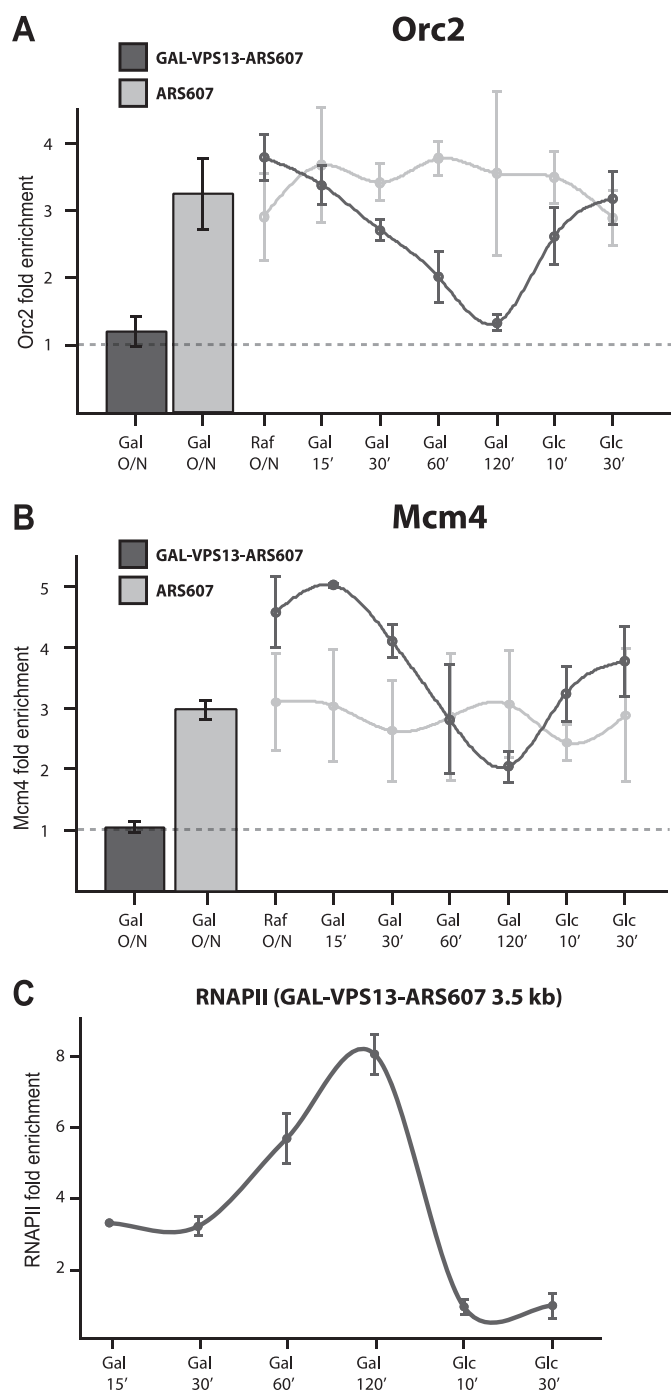 A
Orc2
GAL-VPS13-ARS607
ARS607
Orc2 fold enrichment
4
3
2
1
Gal Gal Raf Gal Gal Gal Gal Glc Glc
O/N O/N O/N 15′ 30′ 60′ 120′ 10′ 30′
B
Mcm4
GAL-VPS13-ARS607
ARS607
Mcm4 fold enrichment
5
4
3
2
1
Gal Gal Raf Gal Gal Gal Gal Glc Glc
O/N O/N O/N 15′ 30′ 60′ 120′ 10′ 30′
C
RNAPII (GAL-VPS13-ARS607 3.5 kb)
RNAPII fold enrichment
8
6
4
2
Gal Gal Gal Gal Glc Glc
15′ 30′ 60′ 120′ 10′ 30′